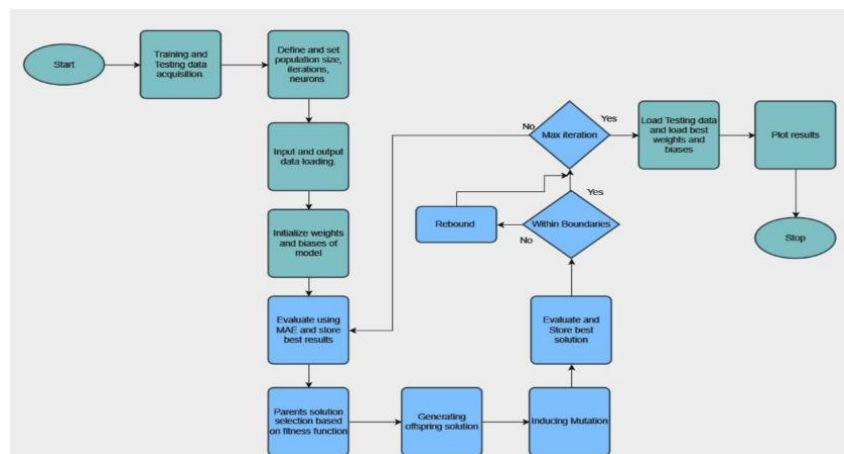 Start
Training and
Testing data
acquisition.
Define and set
population size,
iterations,
neurons
Input and output
data loading.
Initialize weights
and biases of
model
Evaluate using
MAE and store
best results
Parents solution
selection based
on fitness function
Generating
offspring solution
Inducing Mutation
Evaluate and
Store best
solution
Within Boundaries
No
Yes
Rebound
Max iteration
No
Yes
Load Testing data
and load best
weights and
biases
Plot results
Stop